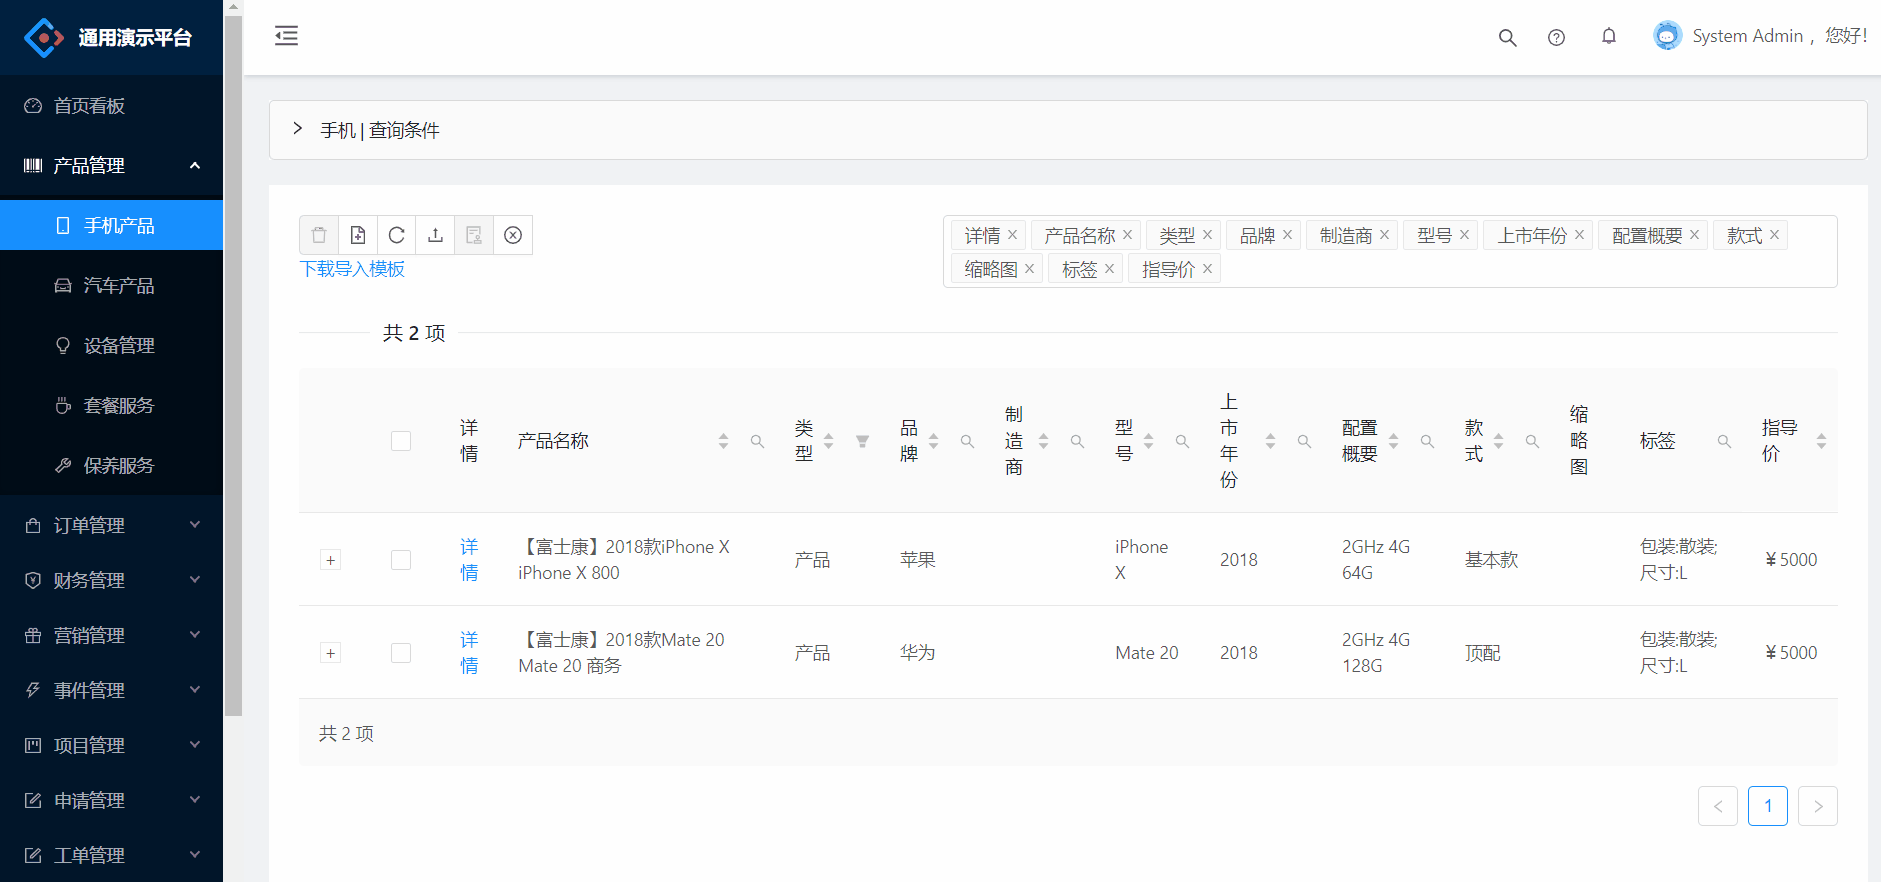 通用演示平台
首页看板
产品管理
手机产品
汽车产品
设备管理
套餐服务
保养服务
订单管理
财务管理
营销管理
事件管理
项目管理
申请管理
工单管理
System Admin， 您好!
手机 | 查询条件
下载导入模板
详情 产品名称 类型 品牌 制造商 型号 上市年份 配置概要 款式
缩略图 标签 指导价
共 2 项
详情 产品名称 类型 品牌 制造商 型号 上市年份 配置概要 款式 缩略图 标签 指导价
详情 【富士康】2018款iPhone X iPhone X 800 产品 苹果 iPhone X 2018 2GHz 4G 64G 基本款 包装:散装; 尺寸:L ¥5000
详情 【富士康】2018款Mate 20 Mate 20 商务 产品 华为 Mate 20 2018 2GHz 4G 128G 顶配 包装:散装; 尺寸:L ¥5000
共 2 项
1